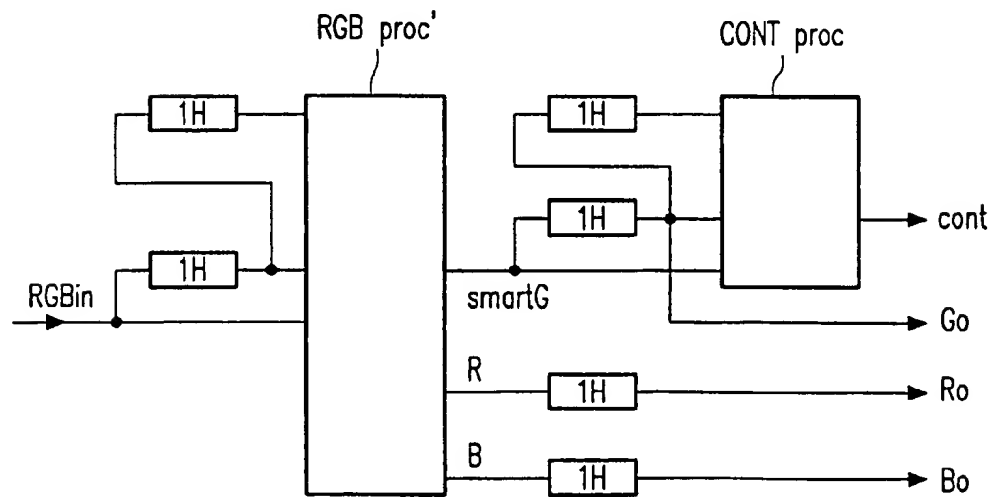 RGB proc'
CONT proc
1H
1H
1H
1H
cont
1H
RGBin
smartG
Go
R
1H
Ro
B
1H
Bo